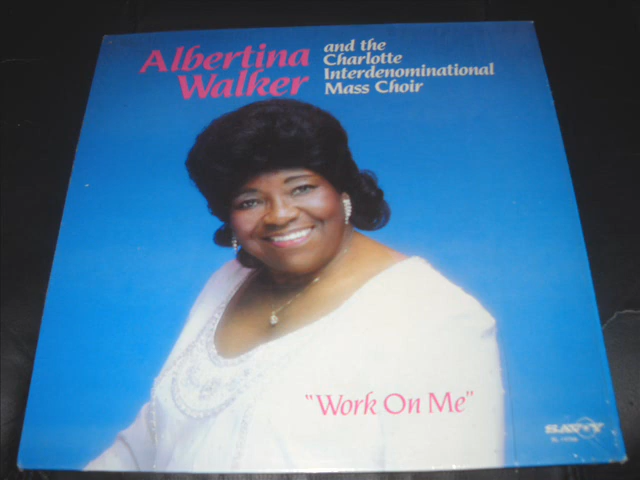 Albertina
Walker
and the
Charlotte
Interdenominational
Mass Choir
"Work On Me"
SAVOY